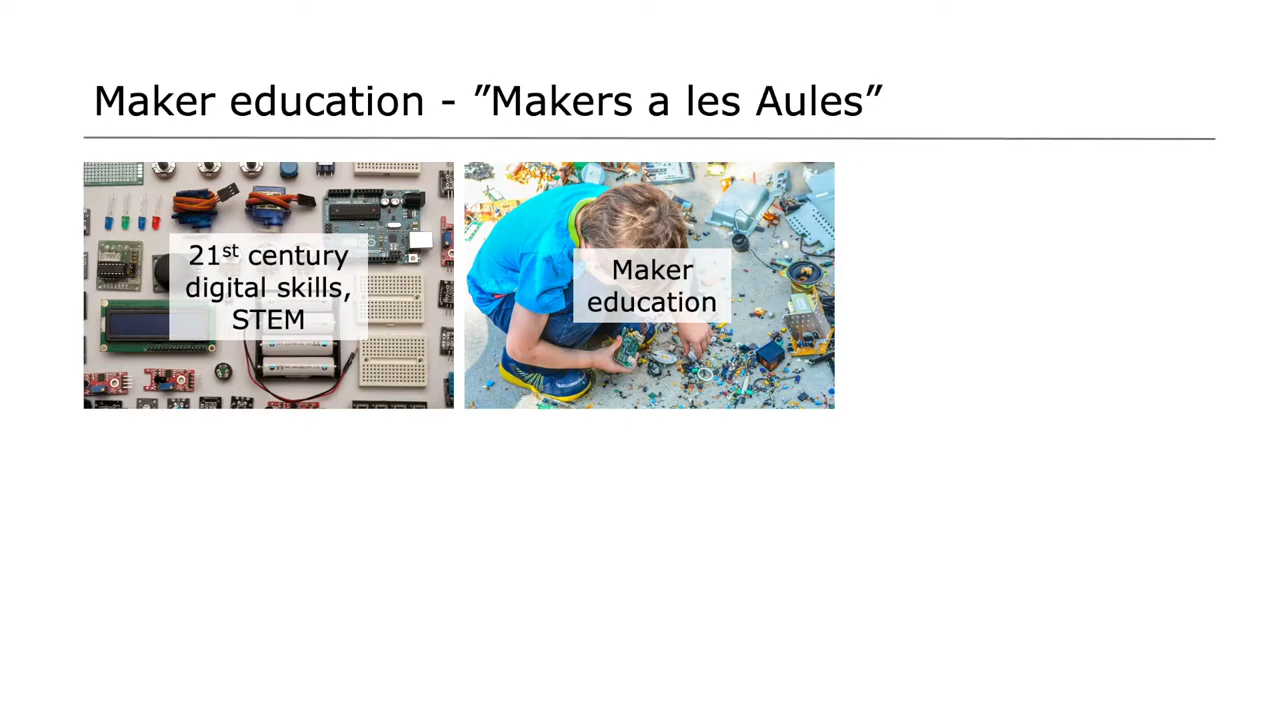 Maker education - ”Makers a les Aules”
21st century
digital skills,
STEM
Maker
education